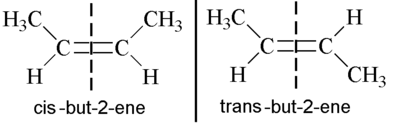 H₃C CH₃ H₃C H
C C C C
H H H CH₃
cis-but-2-ene trans-but-2-ene